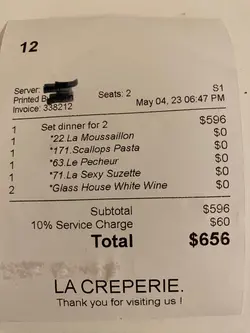 12
Server:
Seats: 2
S1
Printed B
May 04, 23 06:47 PM
Invoice: 338212
1 Set dinner for 2 $596
1 *22.La Moussaillon $0
1 *171.Scallops Pasta $0
1 *63.Le Pecheur $0
1 *71.La Sexy Suzette $0
2 *Glass House White Wine $0
Subtotal $596
10% Service Charge $60
Total $656
LA CREPERIE.
Thank you for visiting us !